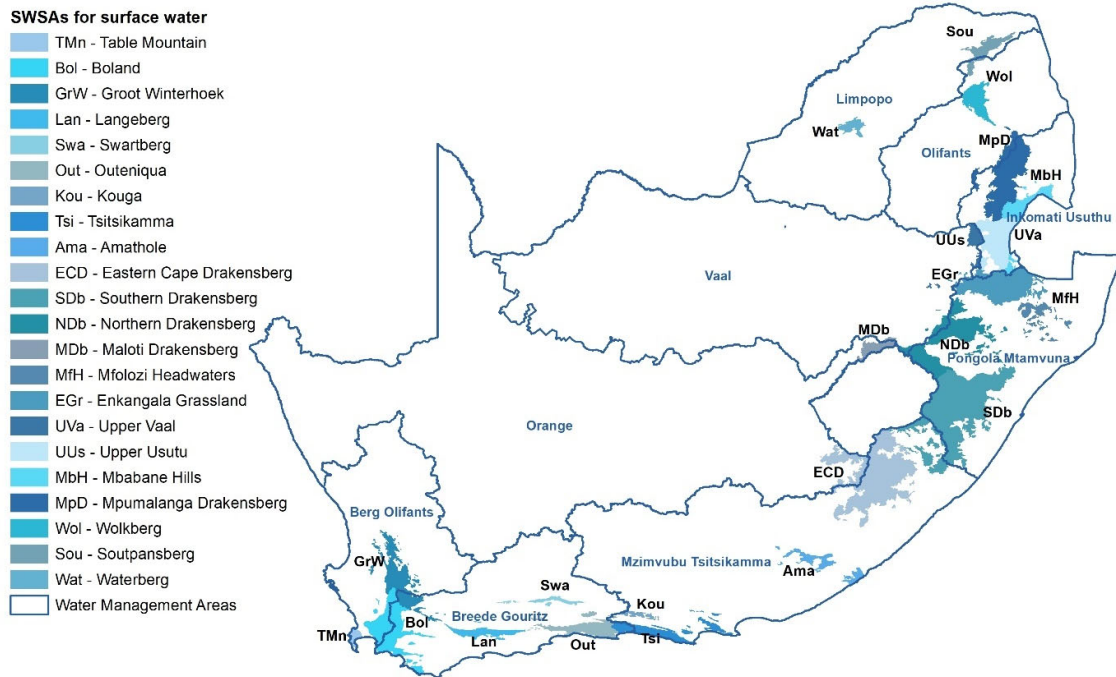 SWSAs for surface water
TMn - Table Mountain
Bol - Boland
GrW - Groot Winterhoek
Lan - Langeberg
Swa - Swartberg
Out - Outeniqua
Kou - Kouga
Tsi - Tsitsikamma
Ama - Amathole
ECD - Eastern Cape Drakensberg
SDb - Southern Drakensberg
NDb - Northern Drakensberg
MDb - Maloti Drakensberg
MfH - Mfolozi Headwaters
EGr - Enkangala Grassland
UVa - Upper Vaal
UUs - Upper Usutu
MbH - Mbabane Hills
MpD - Mpumalanga Drakensberg
Wol - Wolkberg
Sou - Soutpansberg
Wat - Waterberg
Water Management Areas
Sou
Wol
Limpopo
Wat
MpD
Olifants
MbH
Inkomati Usuthu
UUs
UVa
Vaal
EGr
MfH
MDb
NDb
Pongola Mtamvuna
SDb
Orange
ECD
Berg Olifants
GrW
Mzimvubu Tsitsikamma
Ama
Swa
Kou
Breede Gouritz
Bol
TMn
Lan
Out
Tsi